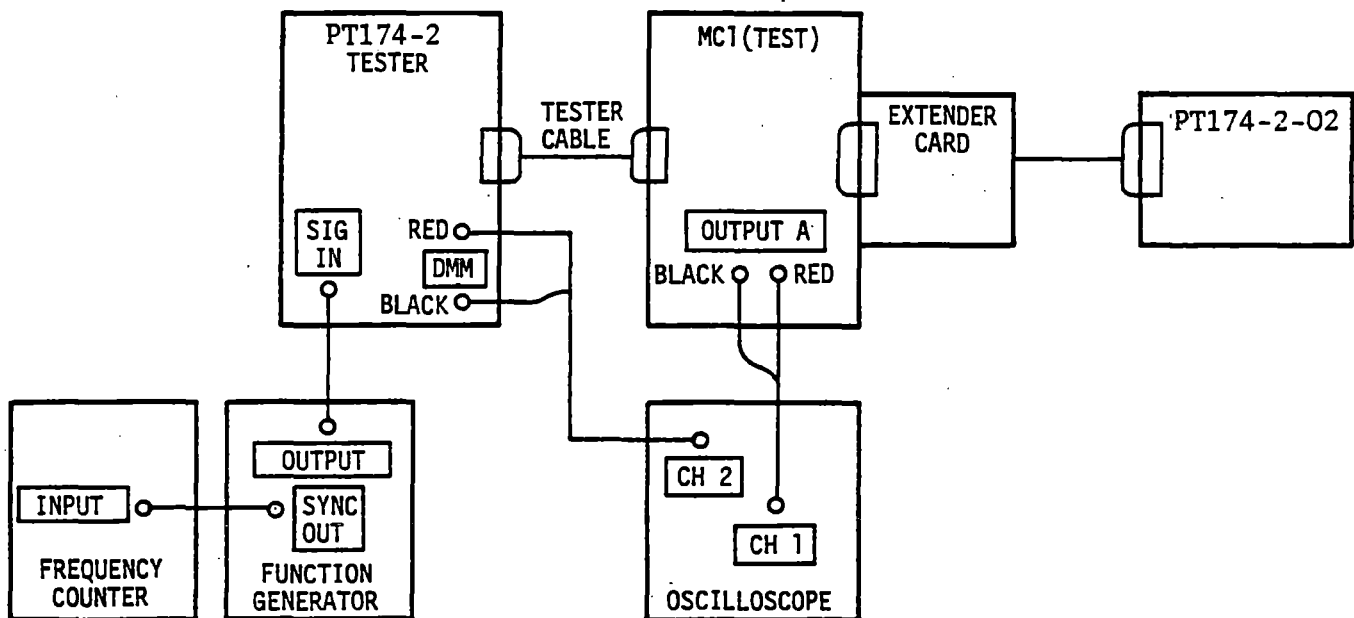 PT174-2
TESTER
MC1(TEST)
TESTER
CABLE
EXTENDER
CARD
PT174-2-02
SIG
IN
RED
DMM
BLACK
OUTPUT A
BLACK
RED
OUTPUT
CH 2
INPUT
SYNC
OUT
CH 1
FREQUENCY
COUNTER
FUNCTION
GENERATOR
OSCILLOSCOPE